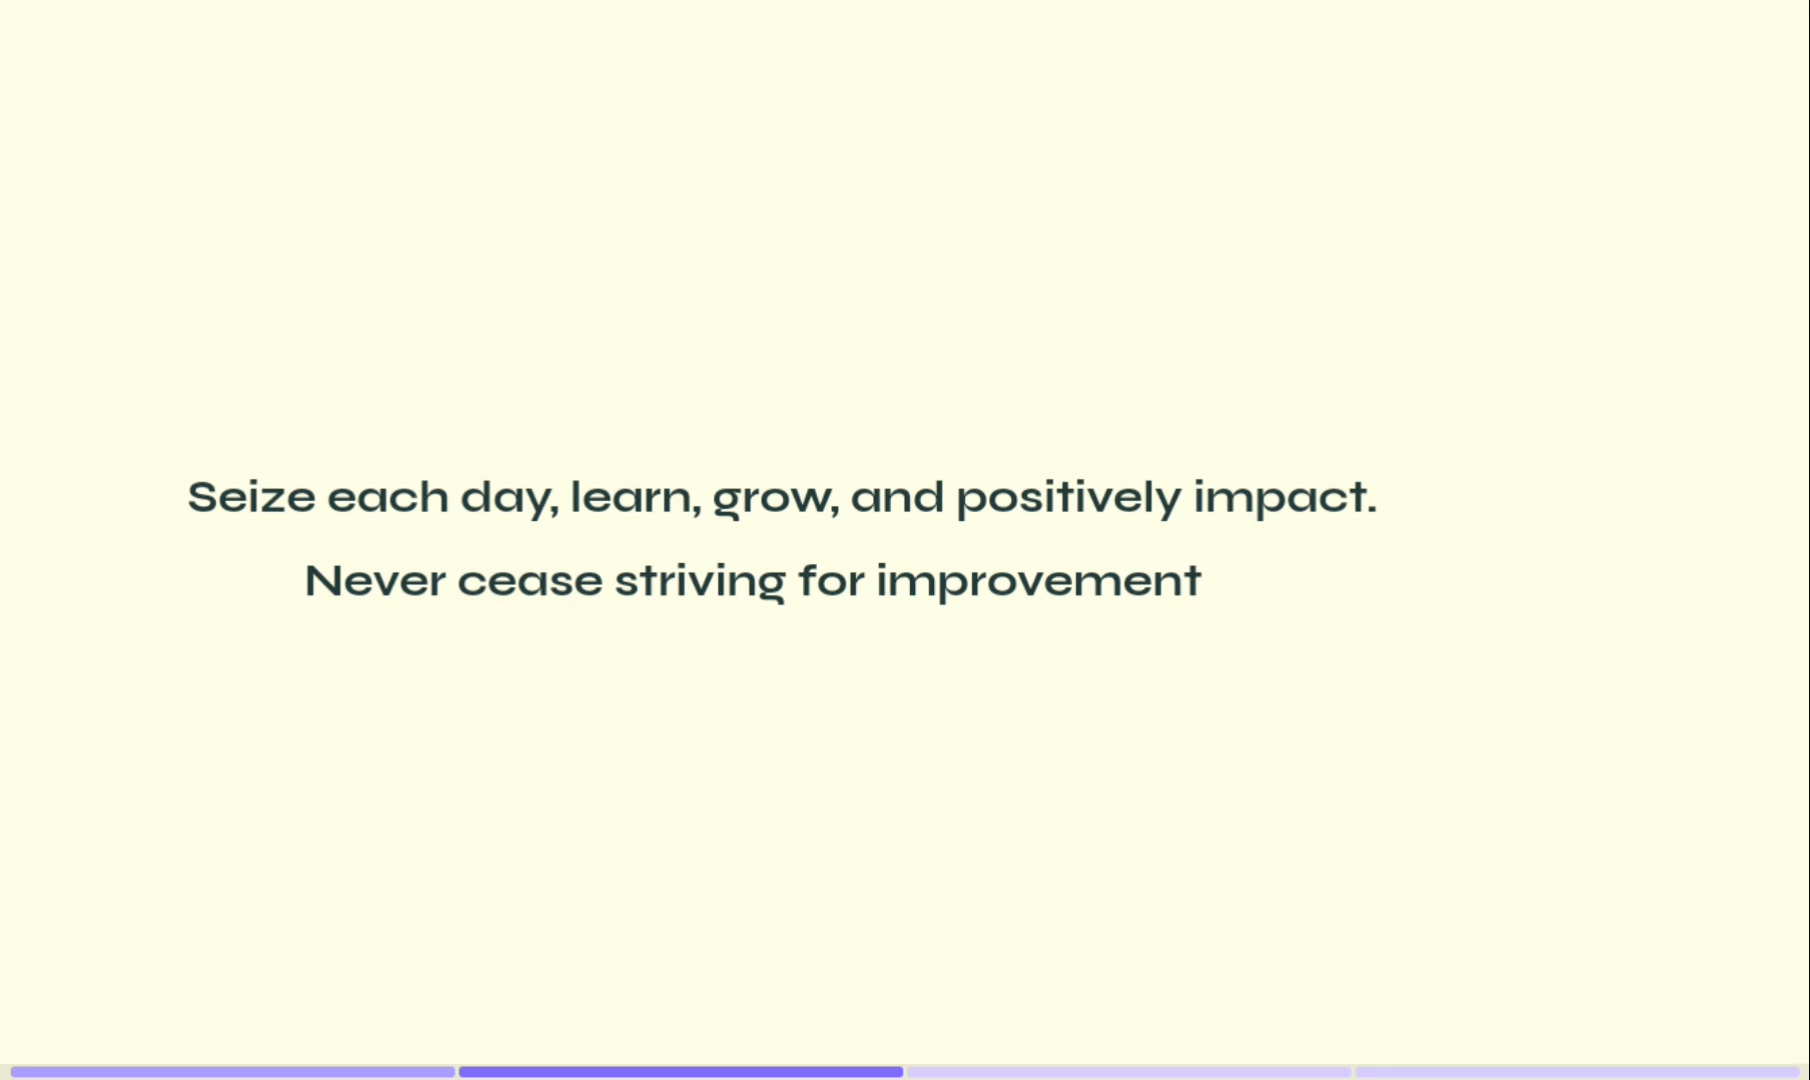 Seize each day, learn, grow, and positively impact.
Never cease striving for improvement